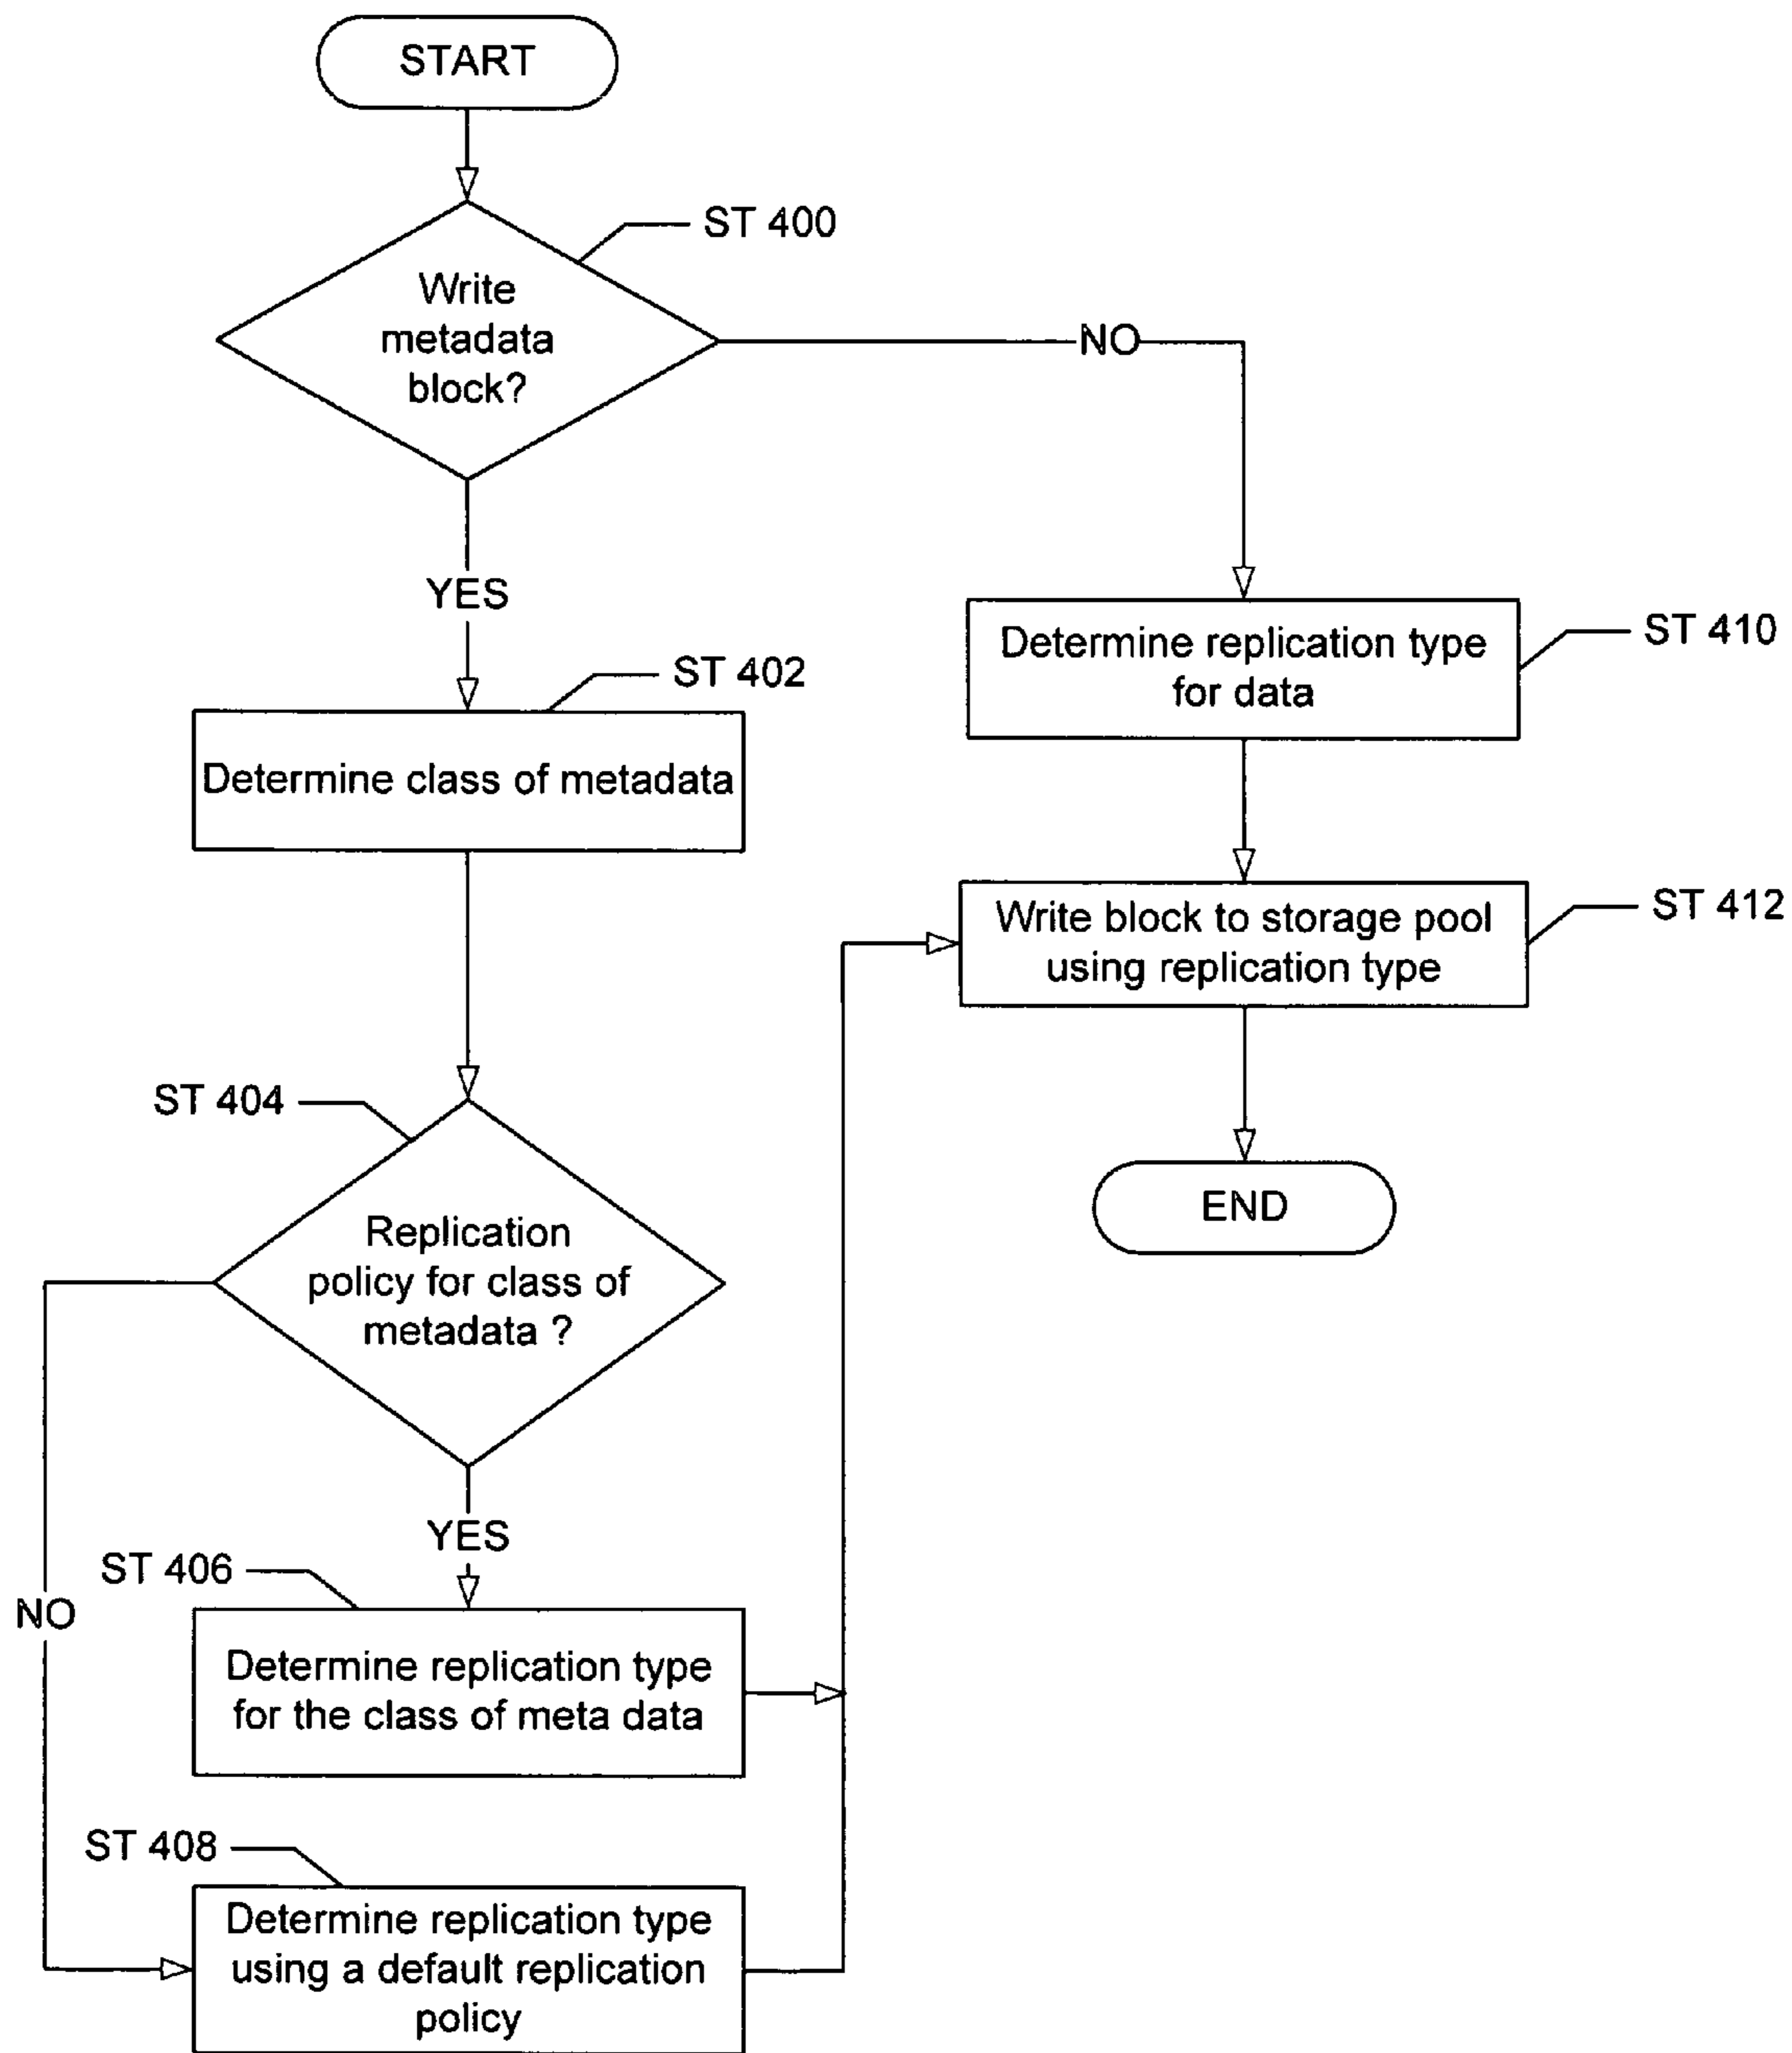 START
ST 400
Write
metadata
block?
NO
YES
ST 402
Determine class of metadata
Determine replication type
for data
ST 410
Write block to storage pool
using replication type
ST 412
ST 404
Replication
policy for class of
metadata ?
END
YES
ST 406
NO
Determine replication type
for the class of meta data
ST 408
Determine replication type
using a default replication
policy